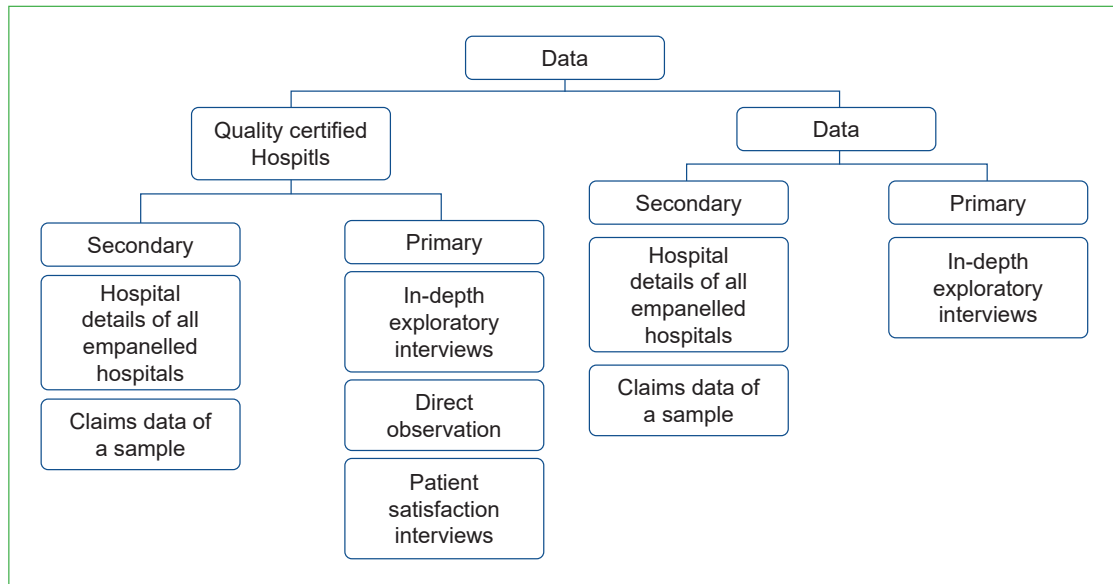 Data
Quality certified
Hospitls
Secondary
Hospital
details of all
empanelled
hospitals
Claims data of
a sample
Primary
In-depth
exploratory
interviews
Direct
observation
Patient
satisfaction
interviews
Data
Secondary
Hospital
details of all
empanelled
hospitals
Claims data of
a sample
Primary
In-depth
exploratory
interviews